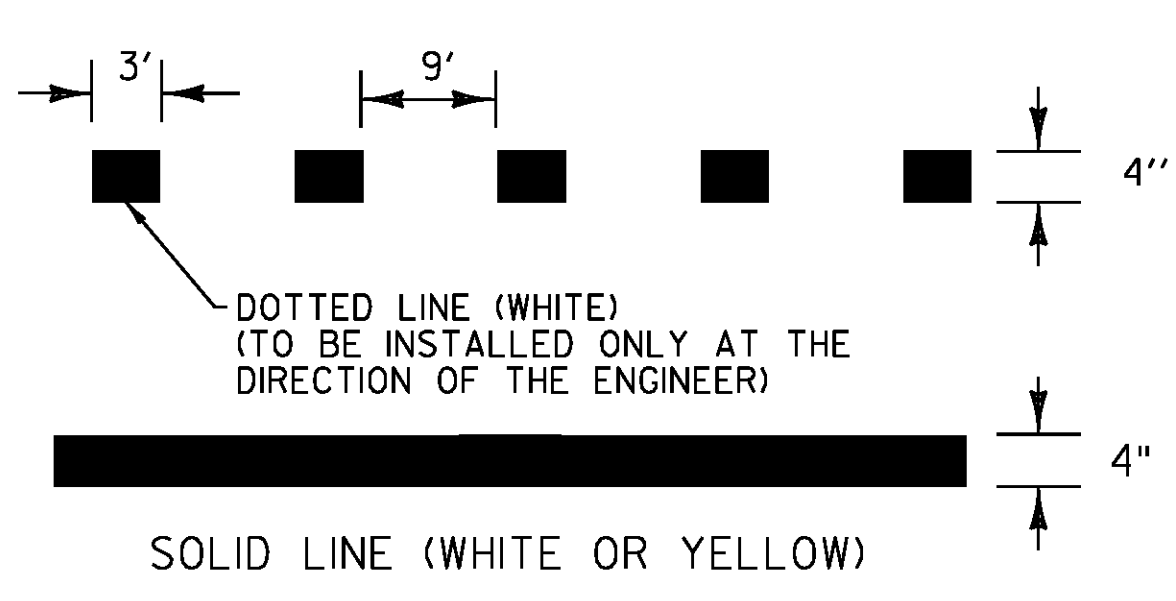 3' 9'
4''
DOTTED LINE (WHITE)
(TO BE INSTALLED ONLY AT THE
DIRECTION OF THE ENGINEER)
4"
SOLID LINE (WHITE OR YELLOW)